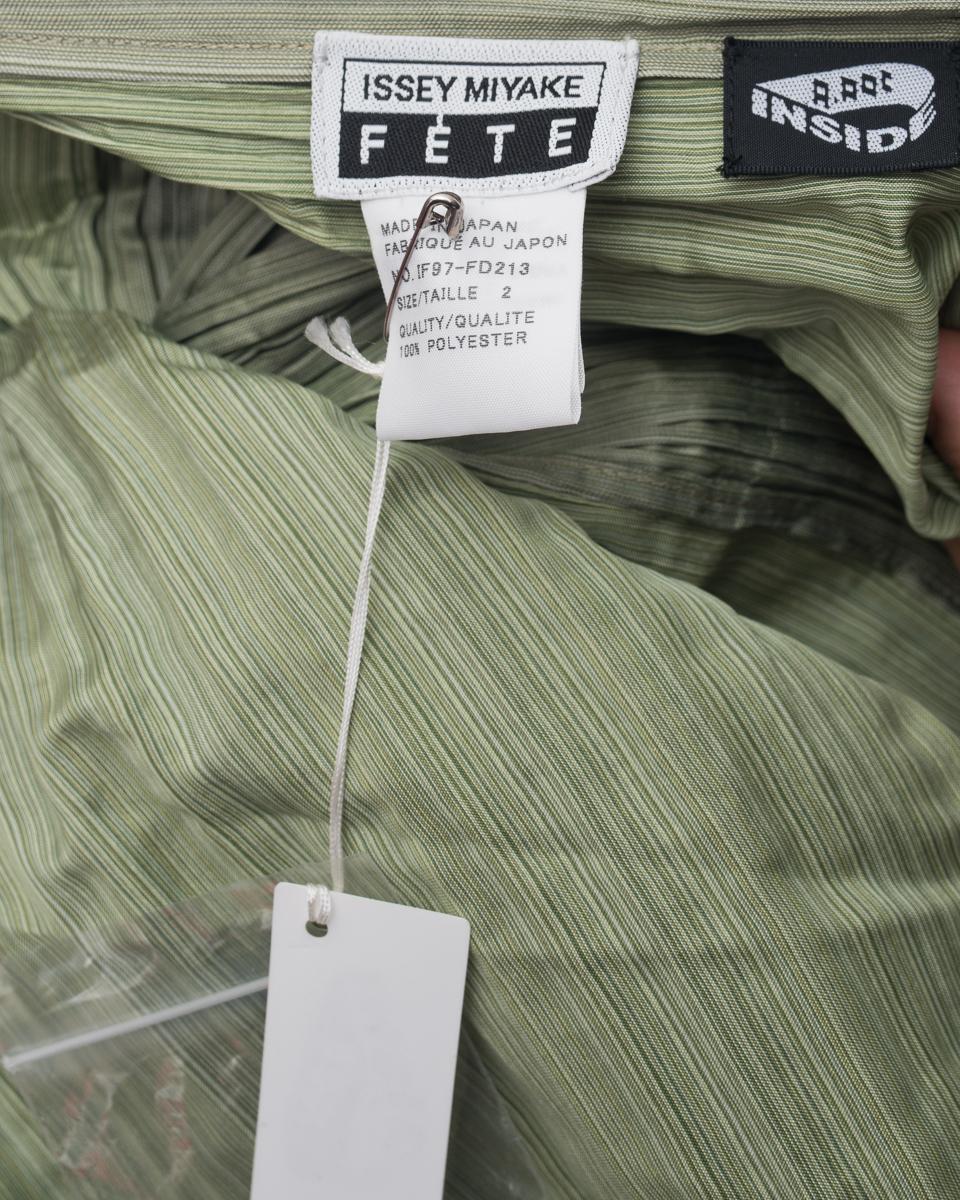 ISSEY MIYAKE
FÊTE
A.POC
INSIDE
MADE IN JAPAN
FABRIQUÉ AU JAPON
NO.IF97-FD213
SIZE/TAILLE 2
QUALITY/QUALITE
100% POLYESTER